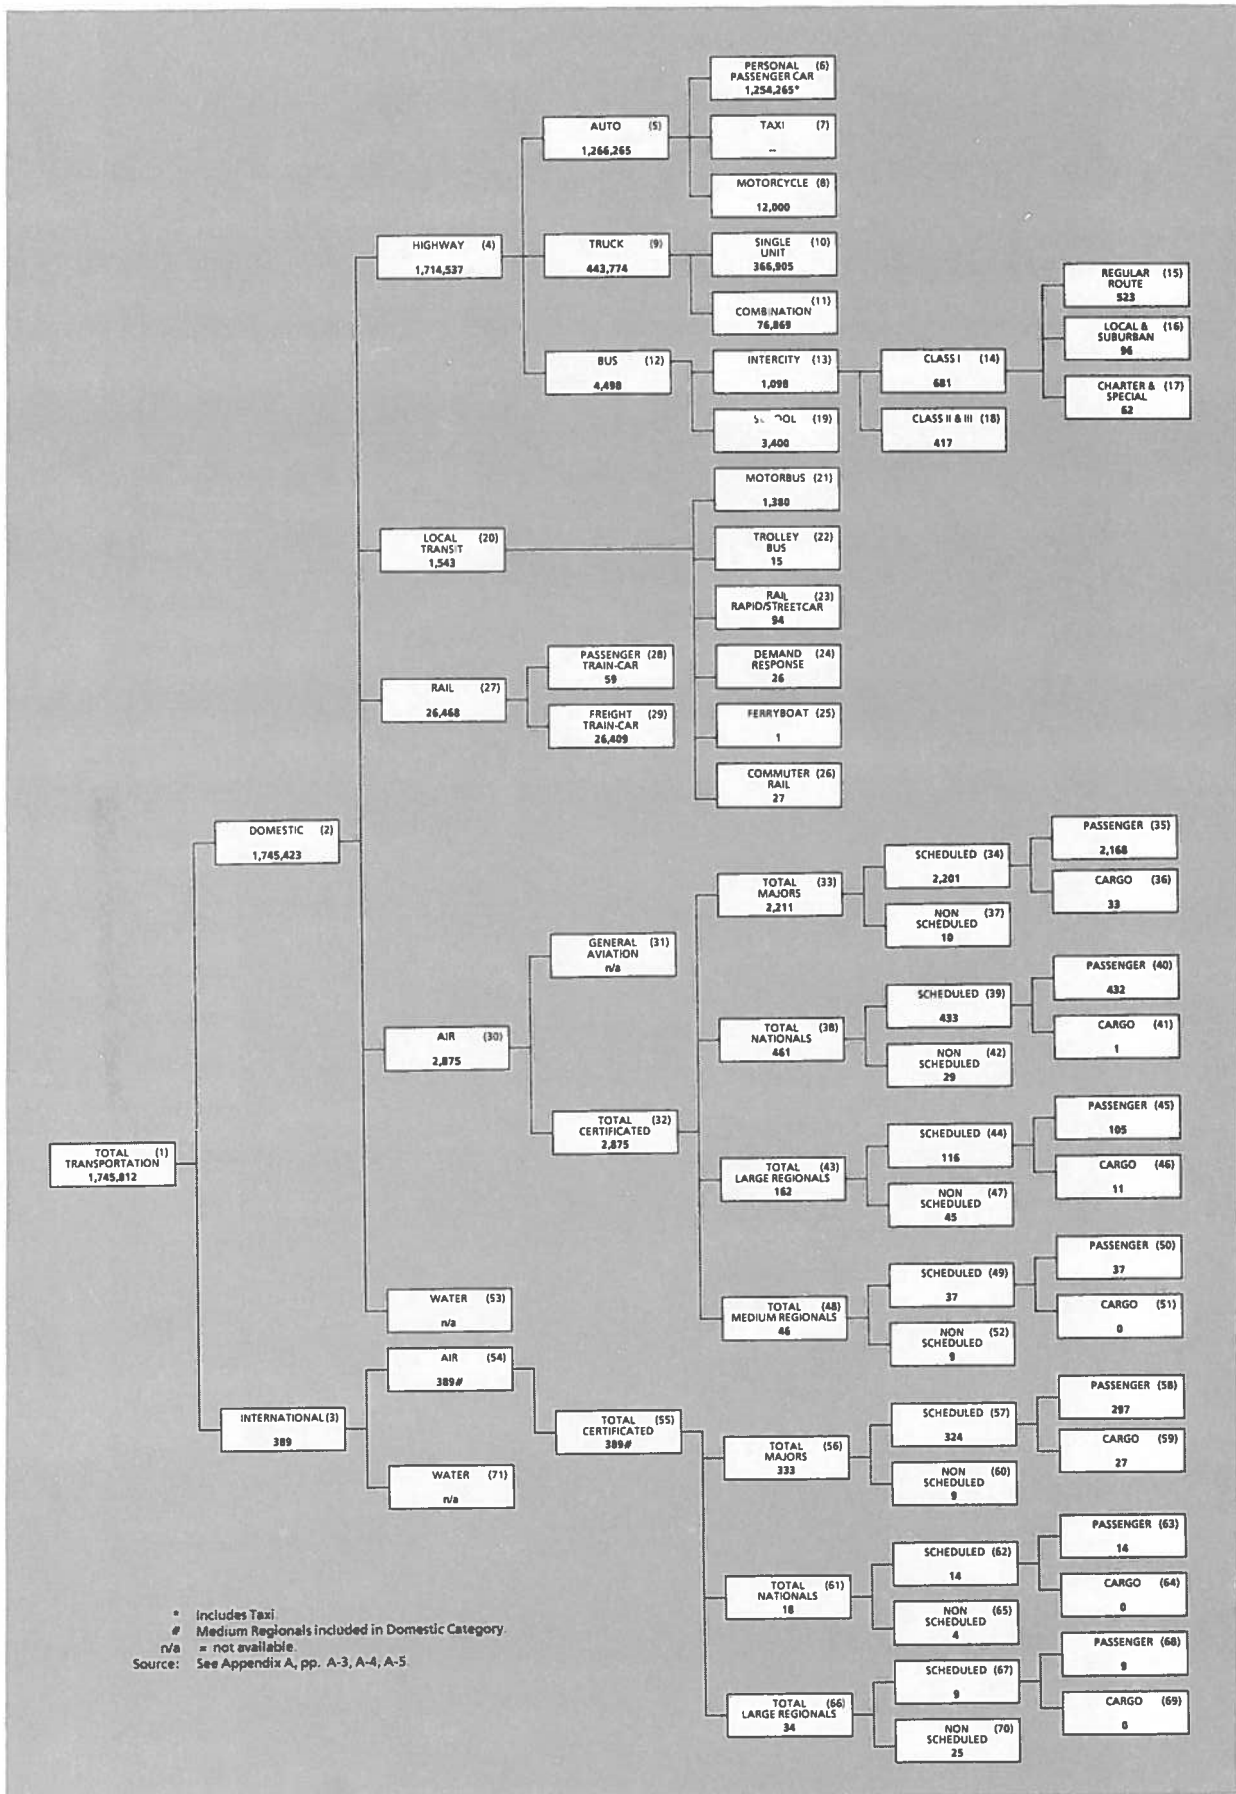 PERSONAL (6)
PASSENGER CAR
1,254,265*
AUTO (5)
1,266,265
TAXI (7)
--
MOTORCYCLE (8)
12,000
HIGHWAY (4)
1,714,537
TRUCK (9)
443,774
SINGLE (10)
UNIT
366,905
COMBINATION (11)
76,869
BUS (12)
4,498
INTERCITY (13)
1,098
CLASS I (14)
681
REGULAR (15)
ROUTE
523
LOCAL & (16)
SUBURBAN
96
CHARTER & (17)
SPECIAL
62
CLASS II & III (18)
417
(19)
3,400
LOCAL (20)
TRANSIT
1,543
MOTORBUS (21)
1,380
TROLLEY (22)
BUS
15
RAIL (23)
RAPID/STREETCAR
94
DEMAND (24)
RESPONSE
26
FERRYBOAT (25)
1
COMMUTER (26)
RAIL
27
RAIL (27)
26,468
PASSENGER (28)
TRAIN-CAR
59
FREIGHT (29)
TRAIN-CAR
26,409
DOMESTIC (2)
1,745,423
AIR (30)
2,875
GENERAL (31)
AVIATION
n/a
TOTAL (32)
CERTIFICATED
2,875
TOTAL (33)
MAJORS
2,211
SCHEDULED (34)
2,201
PASSENGER (35)
2,168
CARGO (36)
33
NON (37)
SCHEDULED
10
TOTAL (38)
NATIONALS
461
SCHEDULED (39)
433
PASSENGER (40)
432
CARGO (41)
1
NON (42)
SCHEDULED
29
TOTAL (43)
LARGE REGIONALS
162
SCHEDULED (44)
116
PASSENGER (45)
105
CARGO (46)
11
NON (47)
SCHEDULED
45
TOTAL (48)
MEDIUM REGIONALS
46
SCHEDULED (49)
37
PASSENGER (50)
37
CARGO (51)
0
NON (52)
SCHEDULED
9
TOTAL (1)
TRANSPORTATION
1,745,812
WATER (53)
n/a
INTERNATIONAL (3)
389
AIR (54)
389#
TOTAL (55)
CERTIFICATED
389#
TOTAL (56)
MAJORS
333
SCHEDULED (57)
324
PASSENGER (58)
297
CARGO (59)
27
NON (60)
SCHEDULED
9
TOTAL (61)
NATIONALS
18
SCHEDULED (62)
14
PASSENGER (63)
14
CARGO (64)
0
NON (65)
SCHEDULED
4
TOTAL (66)
LARGE REGIONALS
34
SCHEDULED (67)
9
PASSENGER (68)
9
CARGO (69)
0
NON (70)
SCHEDULED
25
WATER (71)
n/a
* Includes Taxi
# Medium Regionals included in Domestic Category.
n/a = not available.
Source: See Appendix A, pp. A-3, A-4, A-5.